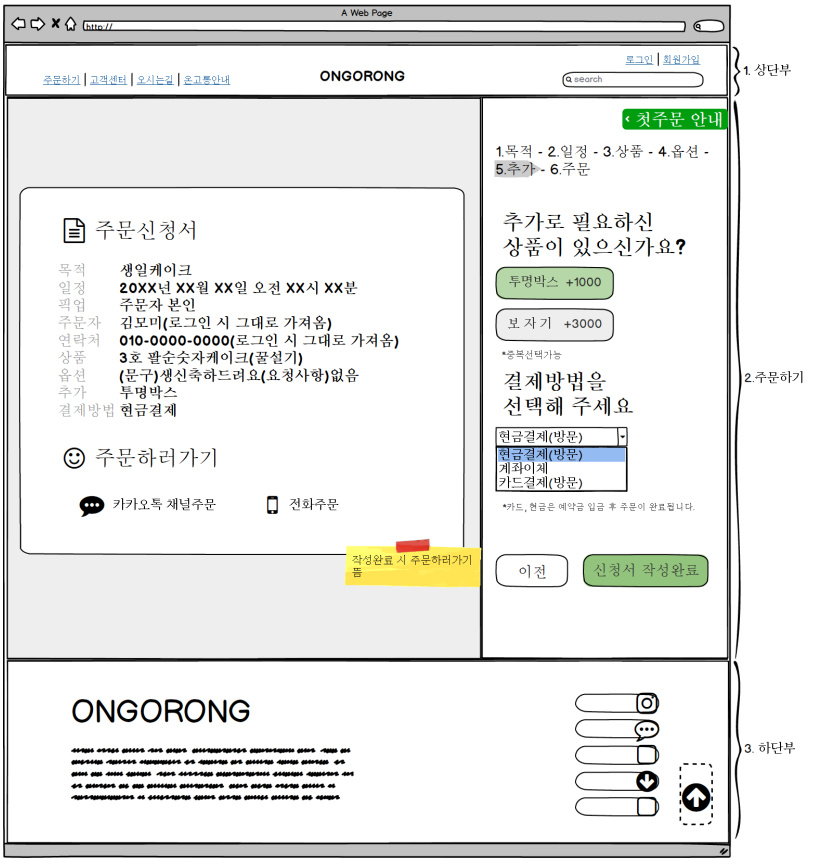 A Web Page
http://
로그인 | 회원가입
주문하기 | 고객센터 | 오시는길 | 온고롱안내
ONGORONG
search
1. 상단부
< 첫주문 안내
1.목적 - 2.일정 - 3.상품 - 4.옵션 -
5.추가 - 6.주문
주문신청서
목적 생일케이크
일정 20XX년 XX월 XX일 오전 XX시 XX분
픽업 주문자 본인
주문자 김모미(로그인 시 그대로 가져옴)
연락처 010-0000-0000(로그인 시 그대로 가져옴)
상품 3호 팥순숫자케이크(꿀설기)
옵션 (문구)생신축하드려요(요청사항)없음
추가 투명박스
결제방법 현금결제
주문하러가기
카카오톡 채널주문
전화주문
작성완료 시 주문하러가기
뜸
추가로 필요하신
상품이 있으신가요?
투명박스 +1000
보자기 +3000
*중복선택가능
결제방법을
선택해 주세요
현금결제(방문)
현금결제(방문)
계좌이체
카드결제(방문)
*카드, 현금은 예약금 입금 후 주문이 완료됩니다.
이전
신청서 작성완료
2.주문하기
ONGORONG
3. 하단부